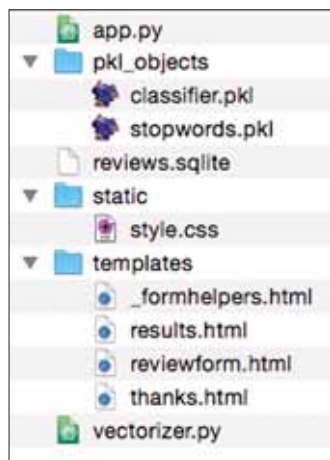 app.py
pkl_objects
classifier.pkl
stopwords.pkl
reviews.sqlite
static
style.css
templates
_formhelpers.html
results.html
reviewform.html
thanks.html
vectorizer.py